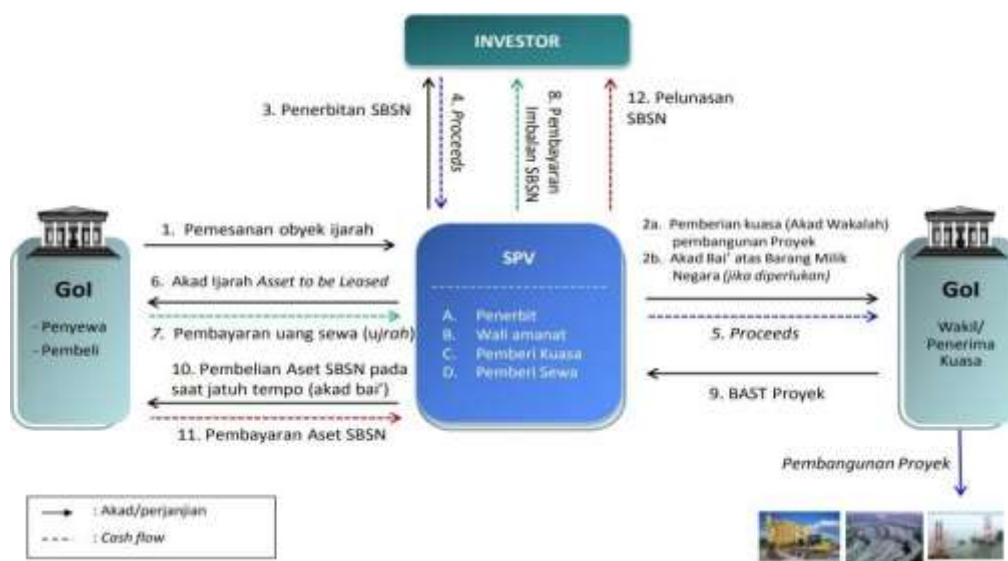 INVESTOR
3. Penerbitan SBSN
4. Proceeds
8. Pembayaran
Imbalan SBSN
12. Pelunasan
SBSN
1. Pemesanan obyek ijarah
6. Akad Ijarah Asset to be Leased
7. Pembayaran uang sewa (ujrah)
10. Pembelian Aset SBSN pada
saat jatuh tempo (akad bai')
11. Pembayaran Aset SBSN
GoI
- Penyewa
- Pembeli
SPV
A. Penerbit
B. Wali amanat
C. Pemberi Kuasa
D. Pemberi Sewa
2a. Pemberian kuasa (Akad Wakalah)
pembangunan Proyek
2b. Akad Bai' atas Barang Milik
Negara (jika diperlukan)
5. Proceeds
9. BAST Proyek
GoI
Wakil/
Penerima
Kuasa
Pembangunan Proyek
: Akad/perjanjian
: Cash flow